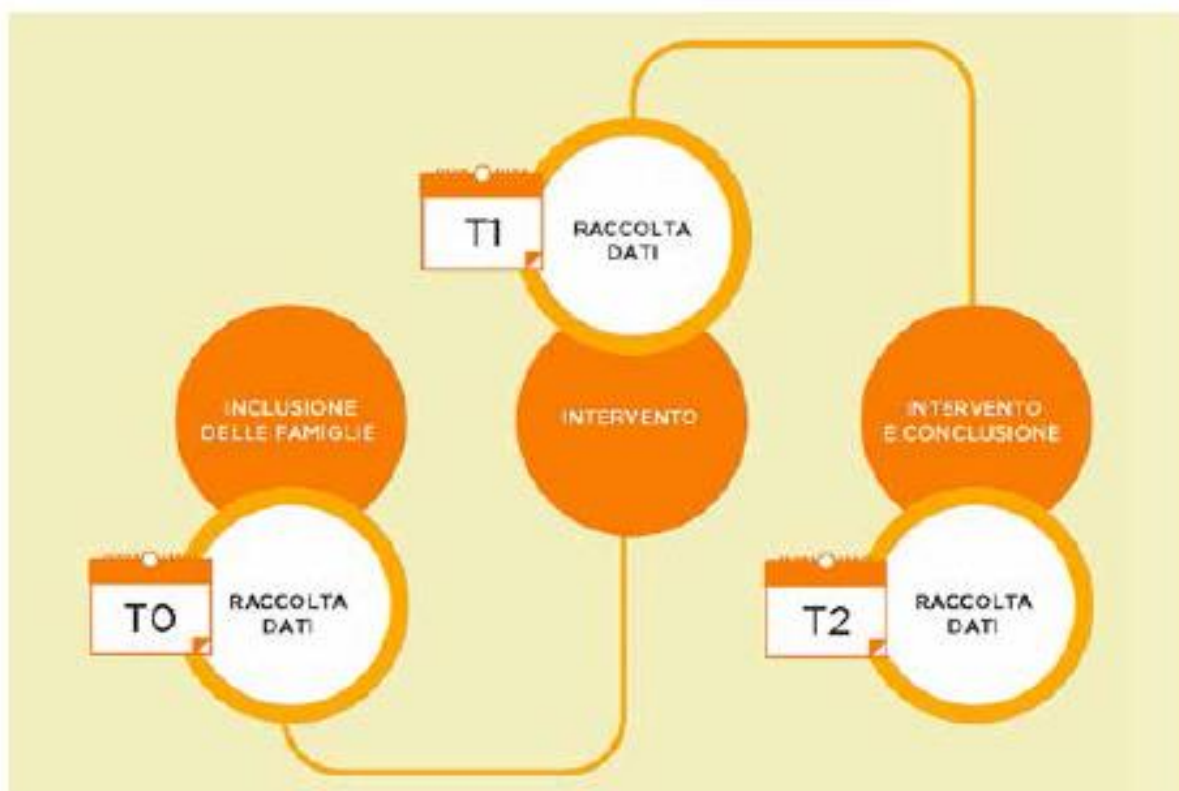 INCLUSIONE
DELLE FAMIGLIE
T0
RACCOLTA
DATI
T1
RACCOLTA
DATI
INTERVENTO
INTERVENTO
E CONCLUSIONE
T2
RACCOLTA
DATI